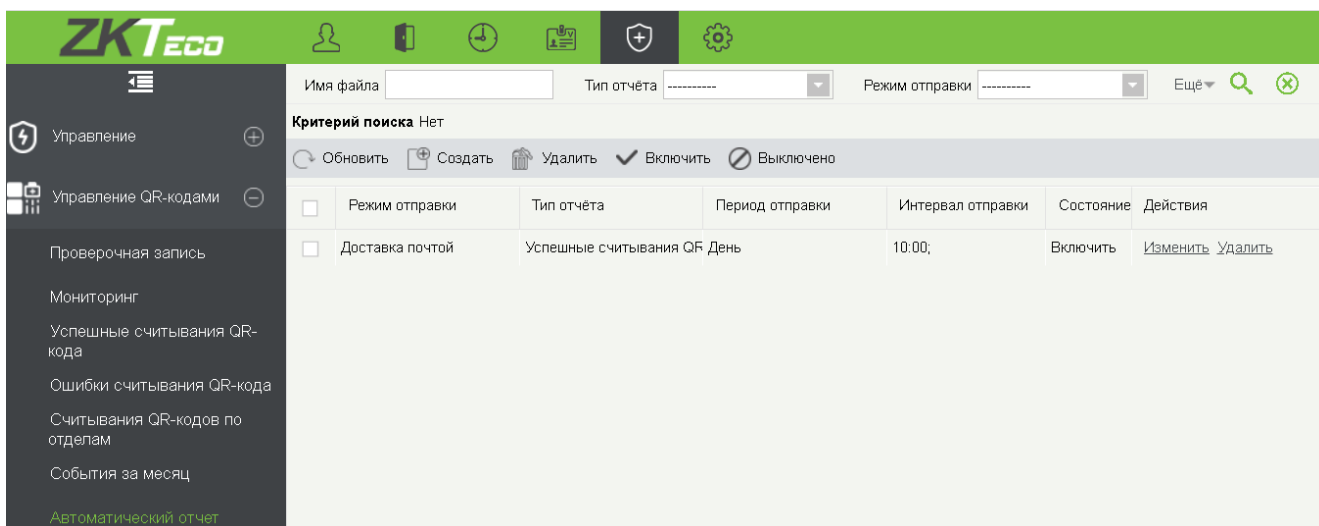 ZKTECO
Имя файла Тип отчёта ---------- Режим отправки ---------- Ещё
Критерий поиска Нет
Обновить Создать Удалить Включить Выключено
Режим отправки Тип отчёта Период отправки Интервал отправки Состояние Действия
Доставка почтой Успешные считывания QR День 10:00; Включить Изменить Удалить
Управление
Управление QR-кодами
Проверочная запись
Мониторинг
Успешные считывания QR-
кода
Ошибки считывания QR-кода
Считывания QR-кодов по
отделам
События за месяц
Автоматический отчет